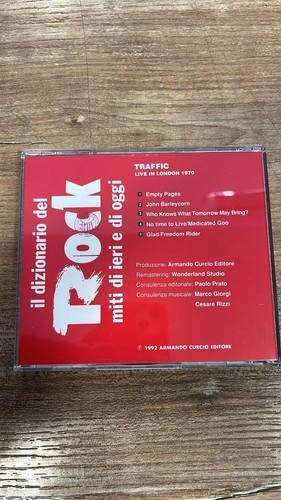 il dizionario del
Rock
miti di ieri e di oggi
TRAFFIC
LIVE IN LONDON 1970
1 Empty Pages
2 John Barleycorn
3 Who Knows What Tomorrow May Bring?
4 No time to Live/Medicated Goo
5 Glad Freedom Rider
Produzione: Armando Curcio Editore
Remastering: Wonderland Studio
Consulenza editoriale: Paolo Prato
Consulenza musicale: Marco Giorgi
Cesare Rizzi
℗ 1992 ARMANDO CURCIO EDITORE